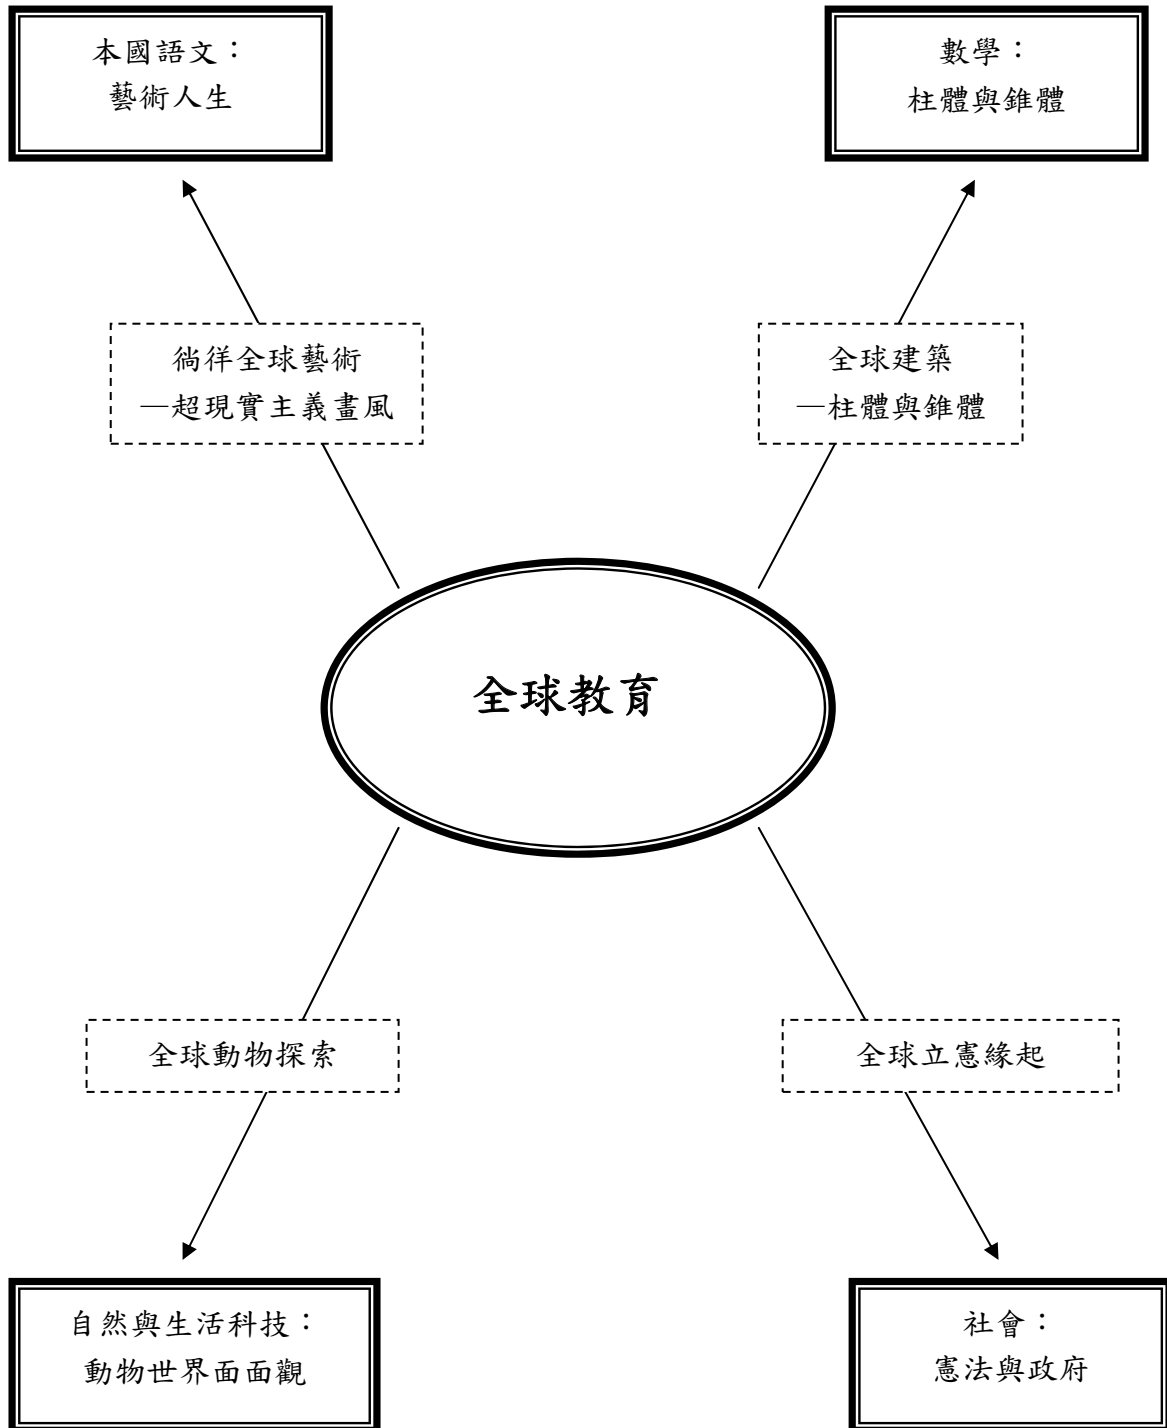 本國語文：
藝術人生
數學：
柱體與錐體
徜徉全球藝術
—超現實主義畫風
全球建築
—柱體與錐體
全球教育
全球動物探索
全球立憲緣起
自然與生活科技：
動物世界面面觀
社會：
憲法與政府